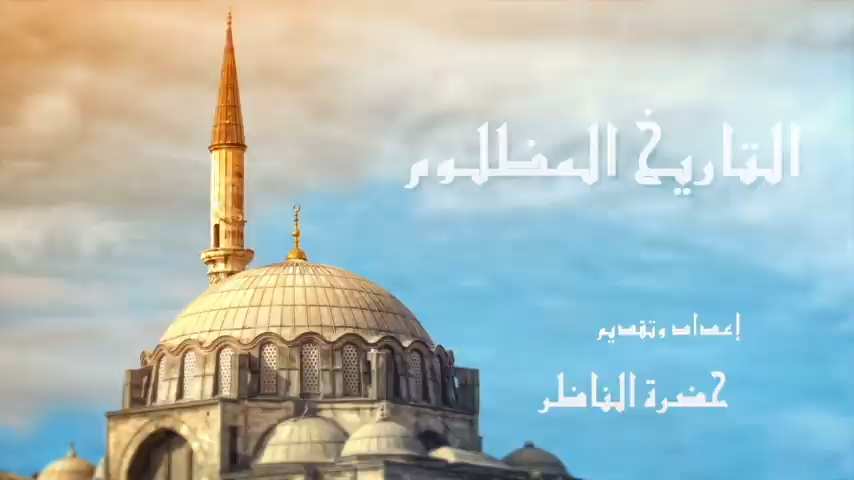 التاريخ المظلوم
إعداد وتقديم
حضرة الناظر